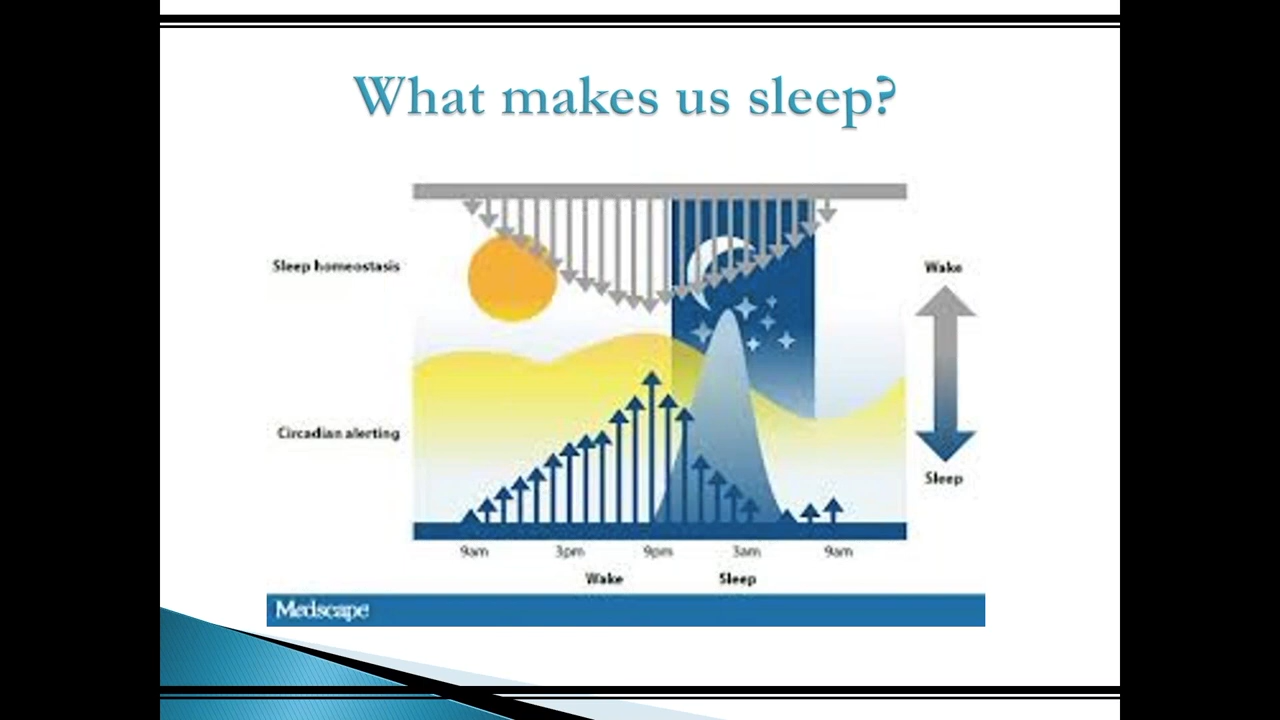 What makes us sleep?
Sleep homeostasis
Wake
Circadian alerting
Sleep
9am 3pm 9pm 3am 9am
Wake Sleep
Medscape